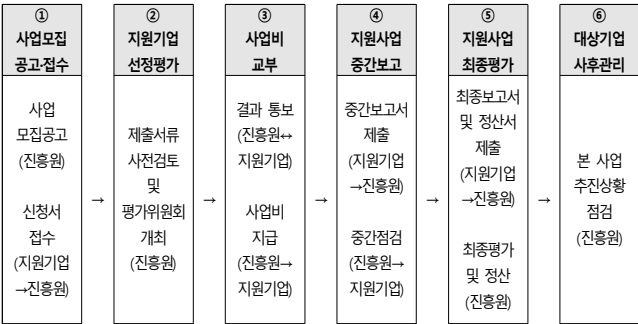 ①
사업모집
공고·접수
사업
모집공고
(진흥원)
신청서
접수
(지원기업
→진흥원)
→
②
지원기업
선정평가
제출서류
사전검토
및
평가위원회
개최
(진흥원)
→
③
사업비
교부
결과 통보
(진흥원↔
지원기업)
사업비
지급
(진흥원→
지원기업)
→
④
지원사업
중간보고
중간보고서
제출
(지원기업
→진흥원)
중간점검
(진흥원→
지원기업)
→
⑤
지원사업
최종평가
최종보고서
및 정산서
제출
(지원기업
→진흥원)
최종평가
및 정산
(진흥원)
→
⑥
대상기업
사후관리
본 사업
추진상황
점검
(진흥원)